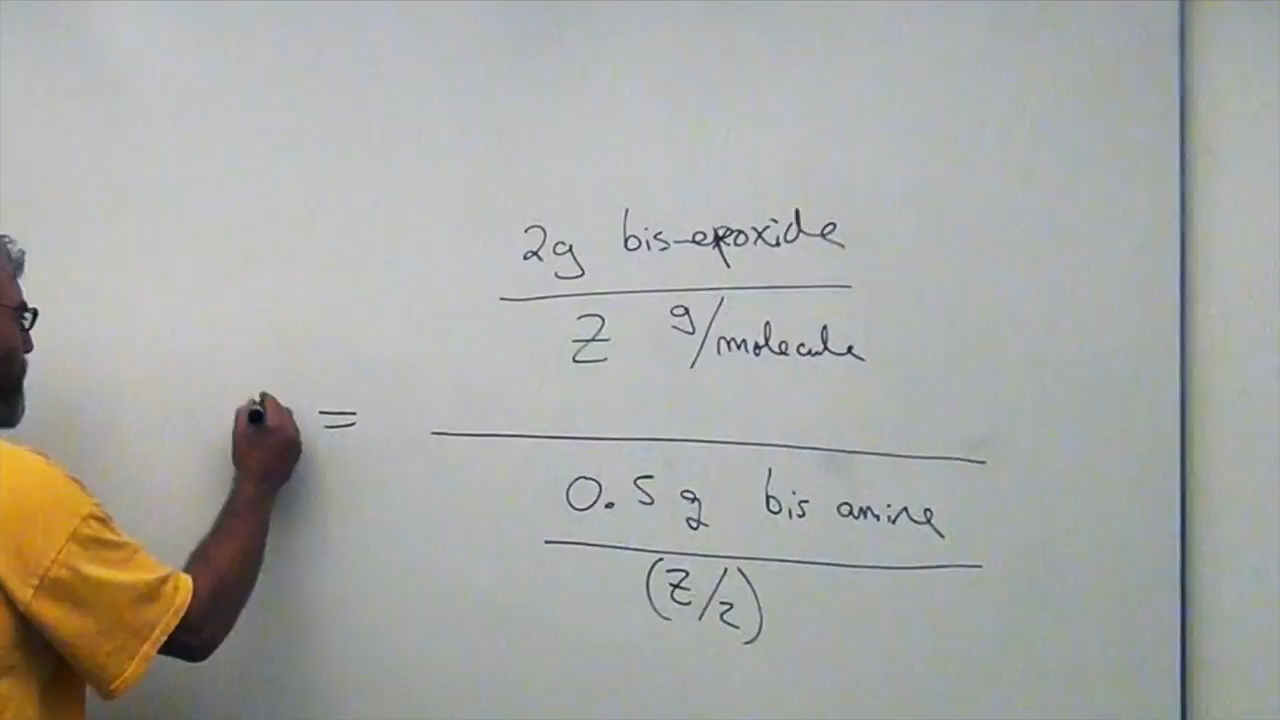 2g bis-epoxide
Z g/molecule
=
0.5 g bis amine
(Z/2)